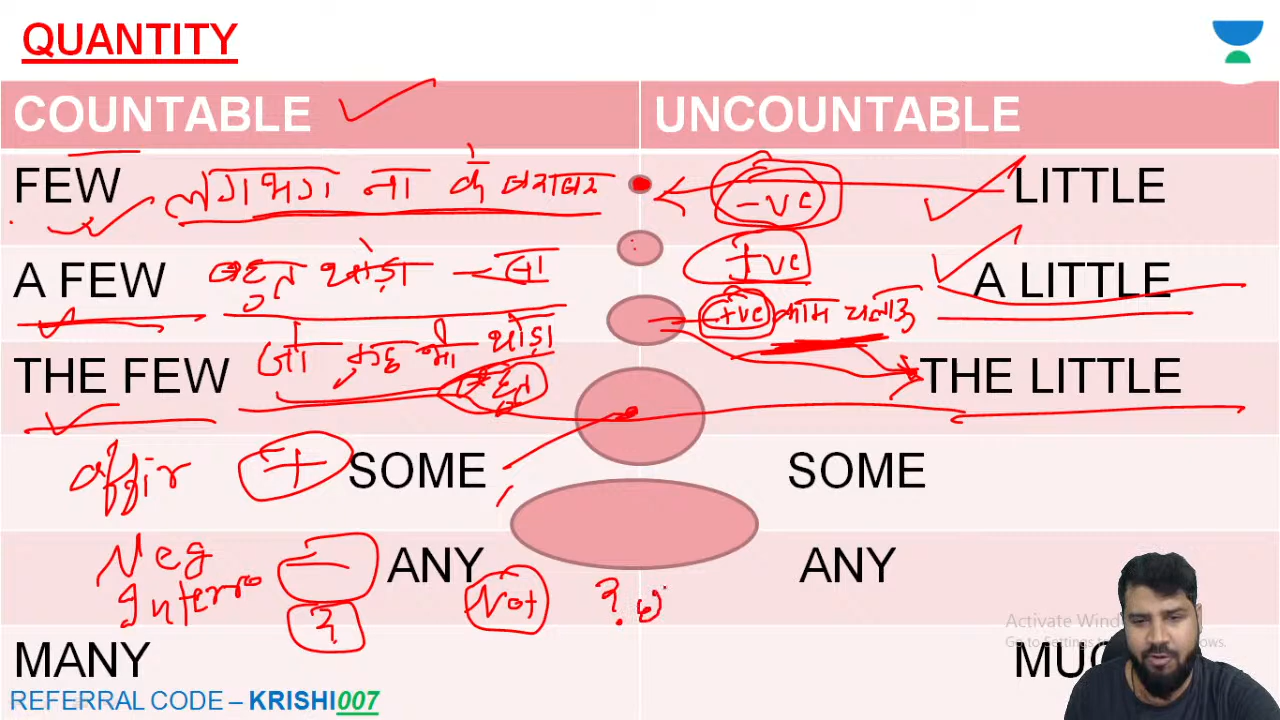 QUANTITY
COUNTABLE UNCOUNTABLE
FEW लगभग ना के बराबर -ve LITTLE
A FEW बहुत थोड़ा +ve A LITTLE
THE FEW जो कुछ भी थोड़ा +ve काम चलाऊ THE LITTLE
affir + SOME SOME
Neg - ANY ANY
Interro ? Not ?
MANY
REFERRAL CODE – KRISHI007